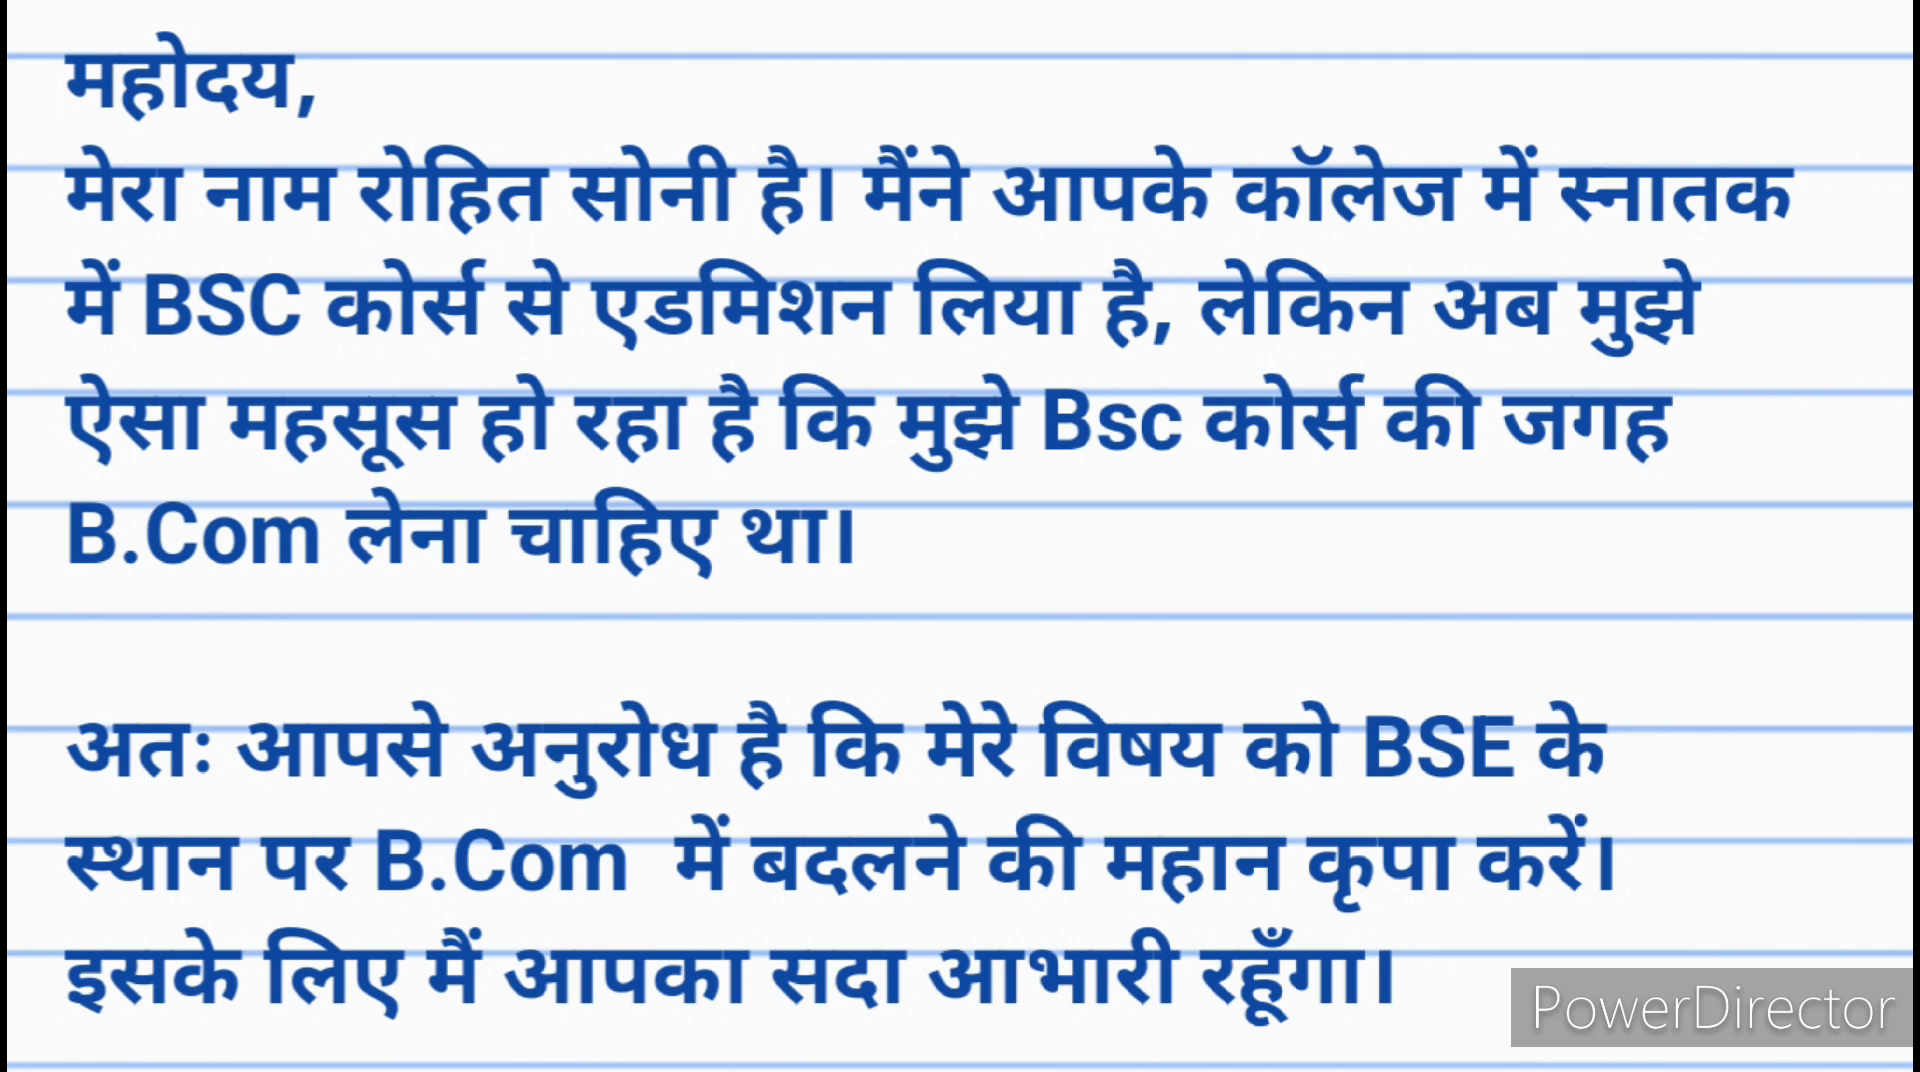 महोदय,
मेरा नाम रोहित सोनी है। मैंने आपके कॉलेज में स्नातक
में BSC कोर्स से एडमिशन लिया है, लेकिन अब मुझे
ऐसा महसूस हो रहा है कि मुझे Bsc कोर्स की जगह
B.Com लेना चाहिए था।
अतः आपसे अनुरोध है कि मेरे विषय को BSE के
स्थान पर B.Com में बदलने की महान कृपा करें।
इसके लिए मैं आपका सदा आभारी रहूँगा।
PowerDirector